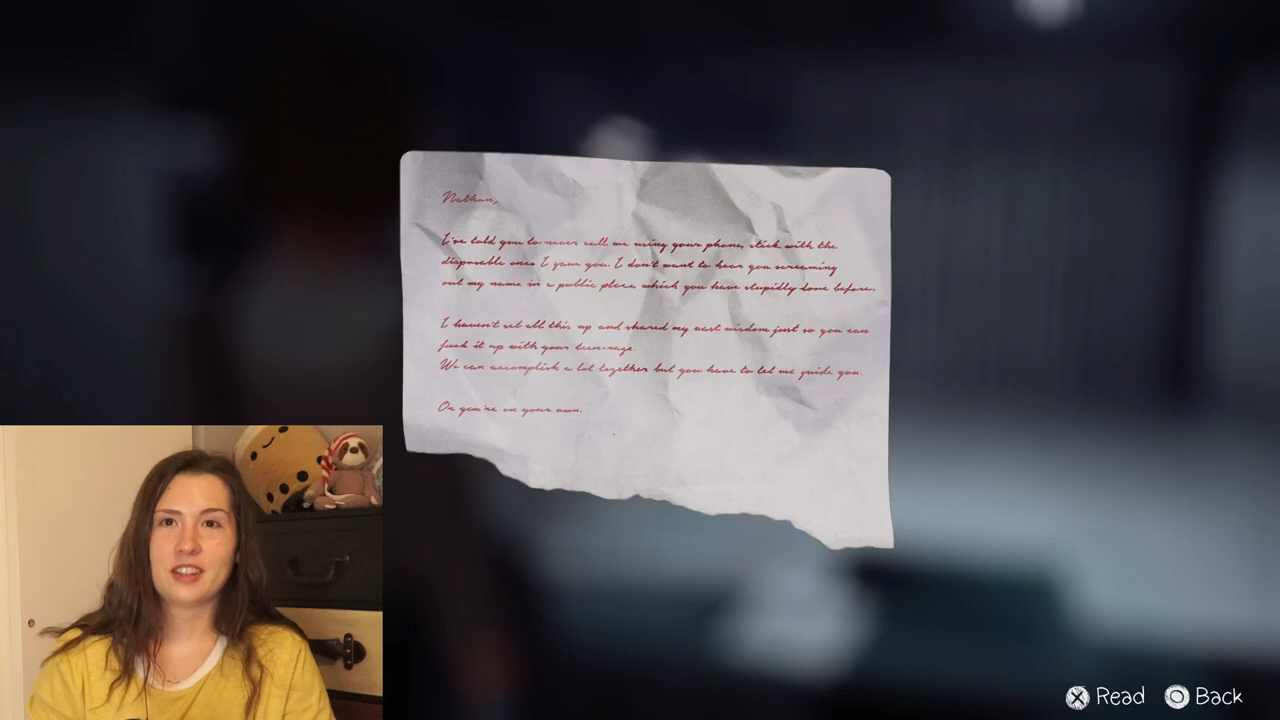 Nathan,
I've told you to never call me using your phone, stick with the
disposable ones I gave you. I don't want to hear you screaming
out my name in a public place, which you have stupidly done before.
I haven't set all this up and shared my vast wisdom just so you can
fuck it up with your teen-rage.
We can accomplish a lot together but you have to let me guide you.
Or you're on your own.
Read Back